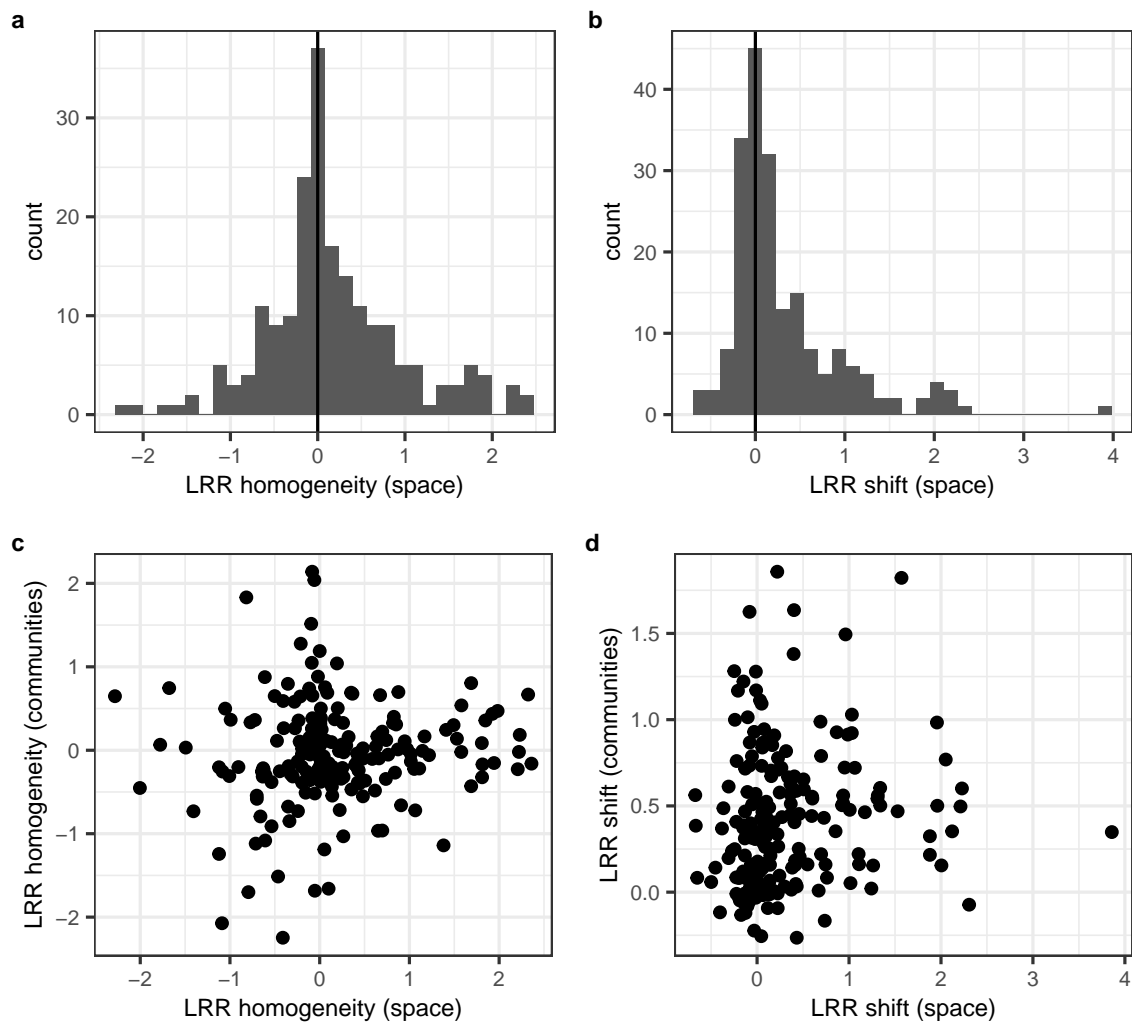 a
count
30
20
10
0
−2 −1 0 1 2
LRR homogeneity (space)
b
count
40
30
20
10
0
0 1 2 3 4
LRR shift (space)
c
LRR homogeneity (communities)
2
1
0
−1
−2
−2 −1 0 1 2
LRR homogeneity (space)
d
LRR shift (communities)
1.5
1.0
0.5
0.0
0 1 2 3 4
LRR shift (space)